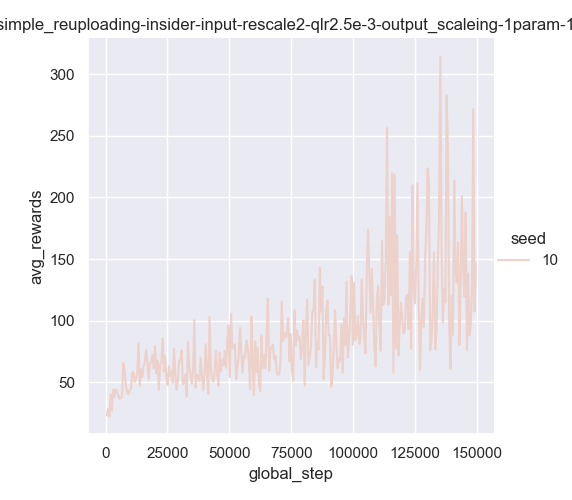 simple_reuploading-insider-input-rescale2-qlr2.5e-3-output_scaleing-1param-1
300
250
200
150
100
50
avg_rewards
0 25000 50000 75000 100000 125000 150000
global_step
seed
10